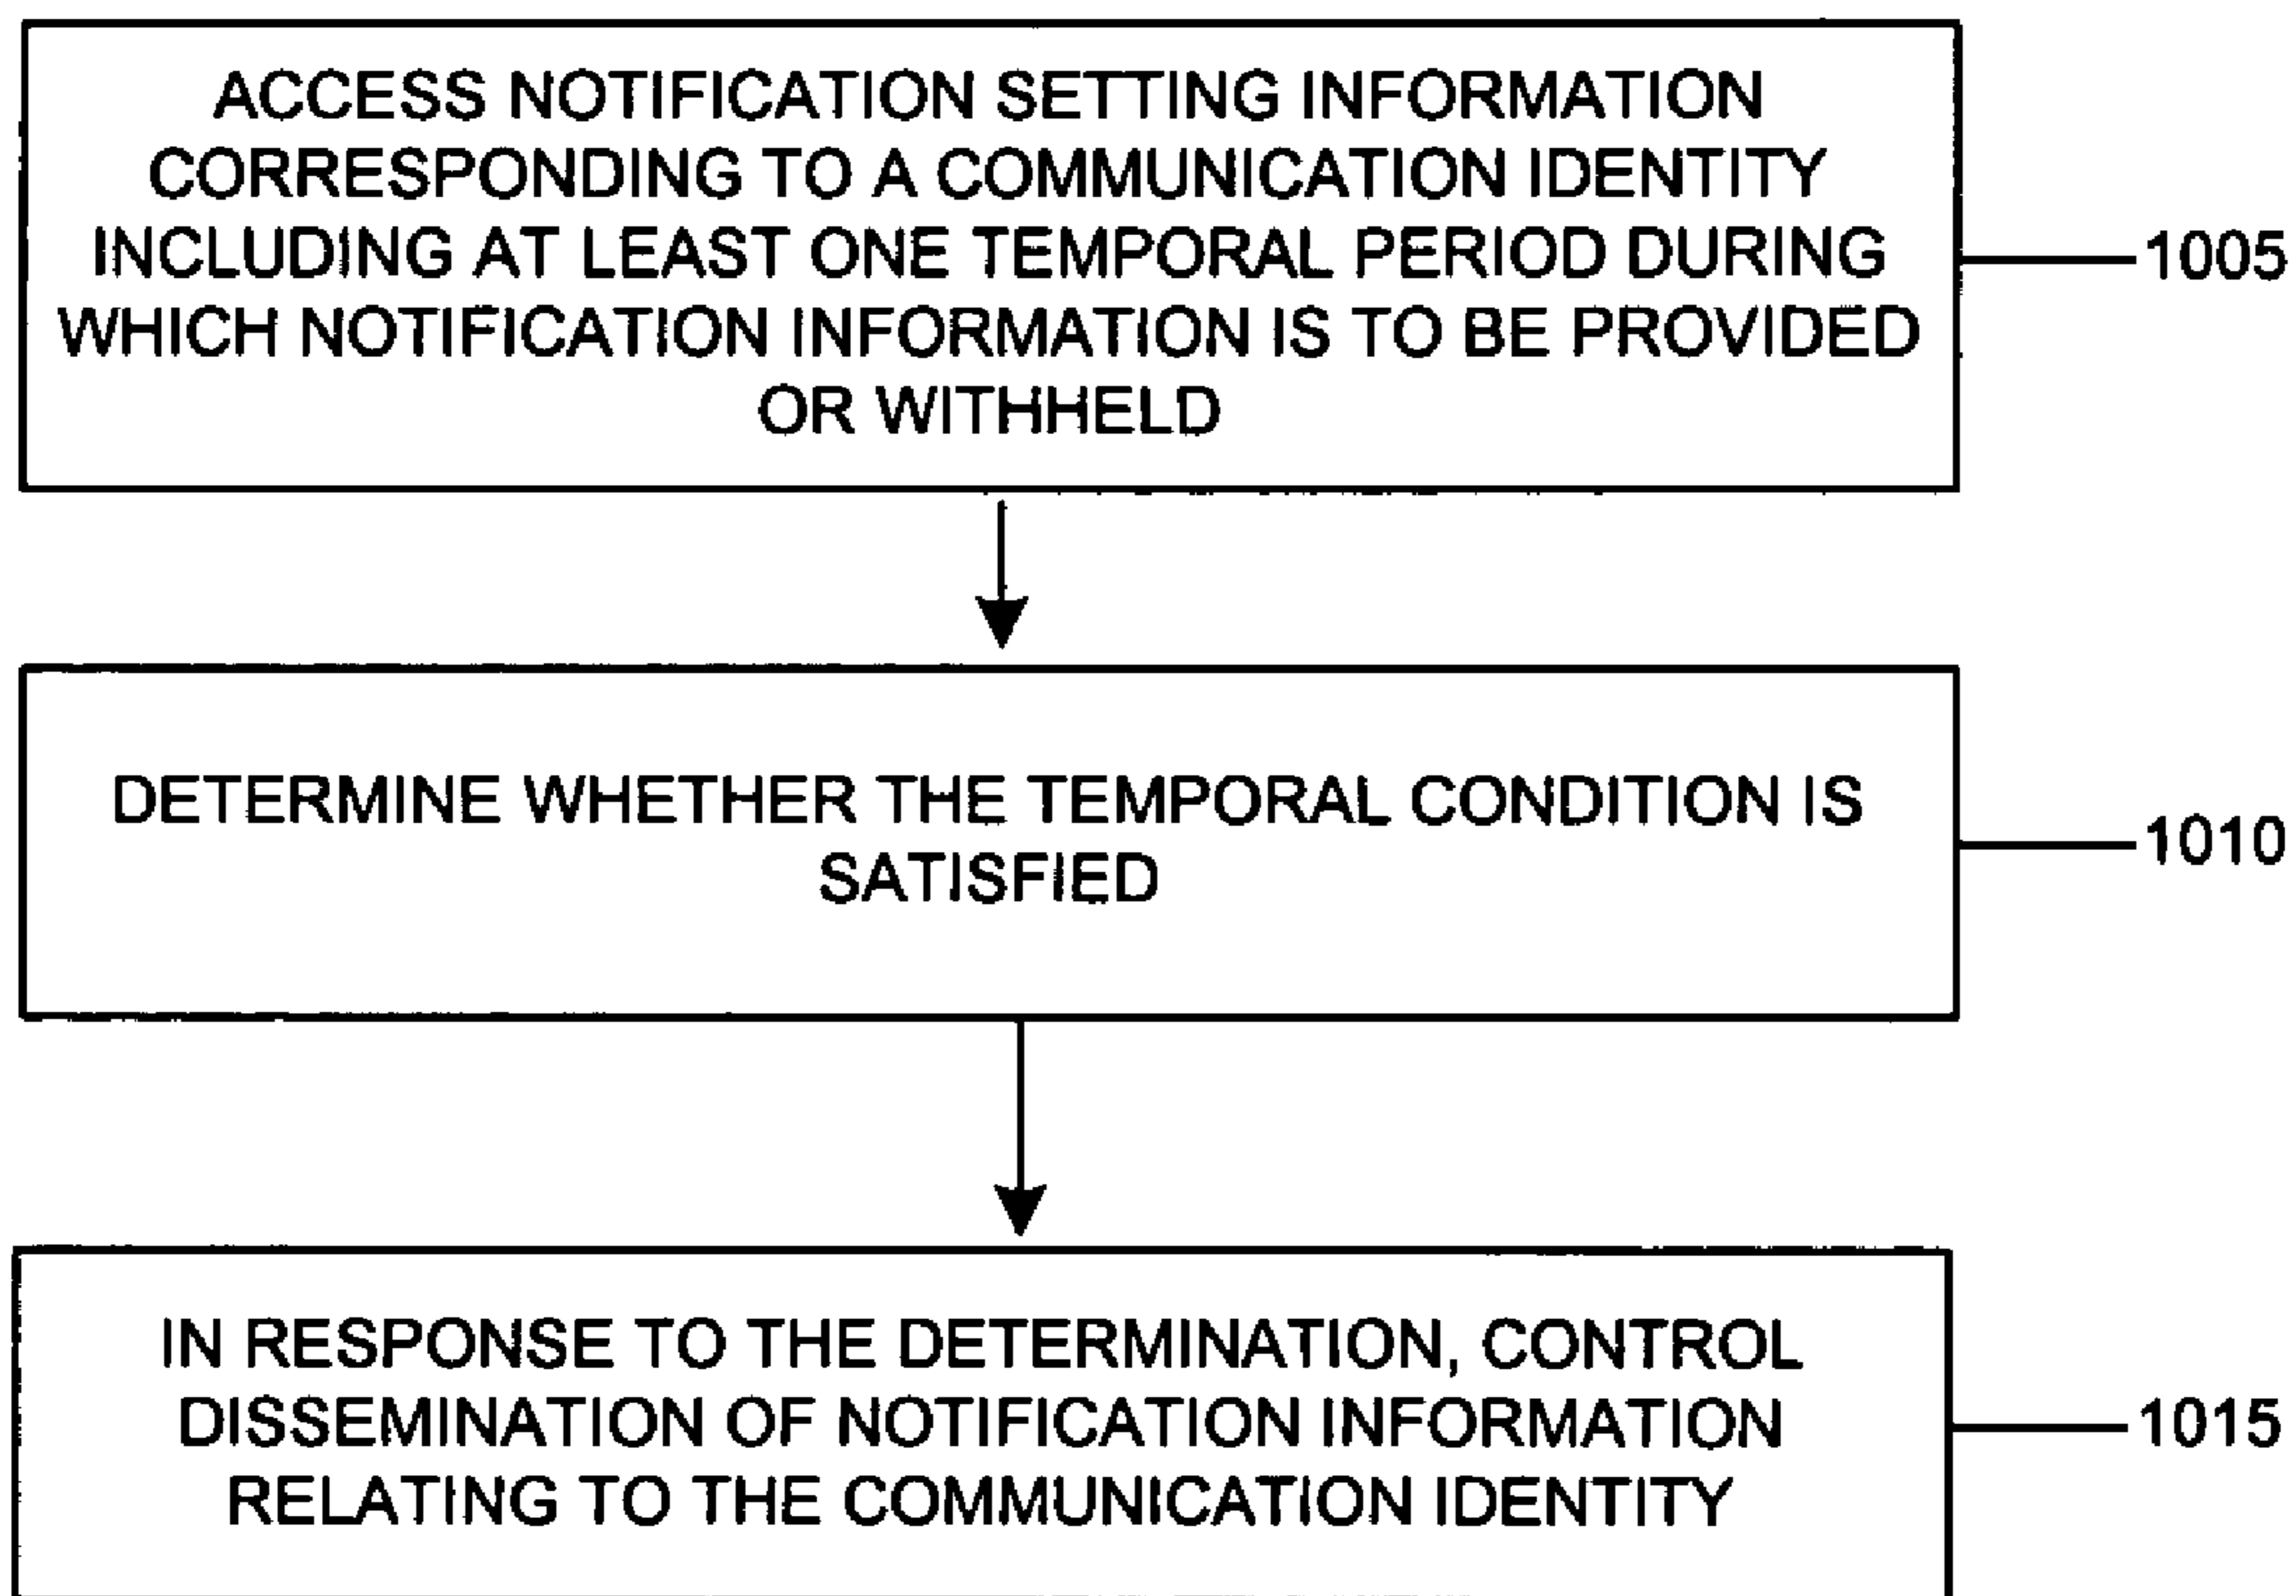 ACCESS NOTIFICATION SETTING INFORMATION
CORRESPONDING TO A COMMUNICATION IDENTITY
INCLUDING AT LEAST ONE TEMPORAL PERIOD DURING
WHICH NOTIFICATION INFORMATION IS TO BE PROVIDED
OR WITHHELD
1005
DETERMINE WHETHER THE TEMPORAL CONDITION IS
SATISFIED
1010
IN RESPONSE TO THE DETERMINATION, CONTROL
DISSEMINATION OF NOTIFICATION INFORMATION
RELATING TO THE COMMUNICATION IDENTITY
1015